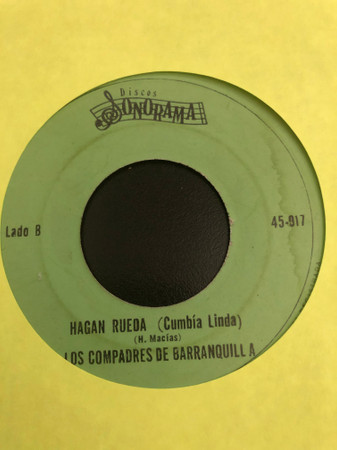 Discos
SONORAMA
Lado B
45-917
HAGAN RUEDA (Cumbia Linda)
(H. Macias)
LOS COMPADRES DE BARRANQUILLA